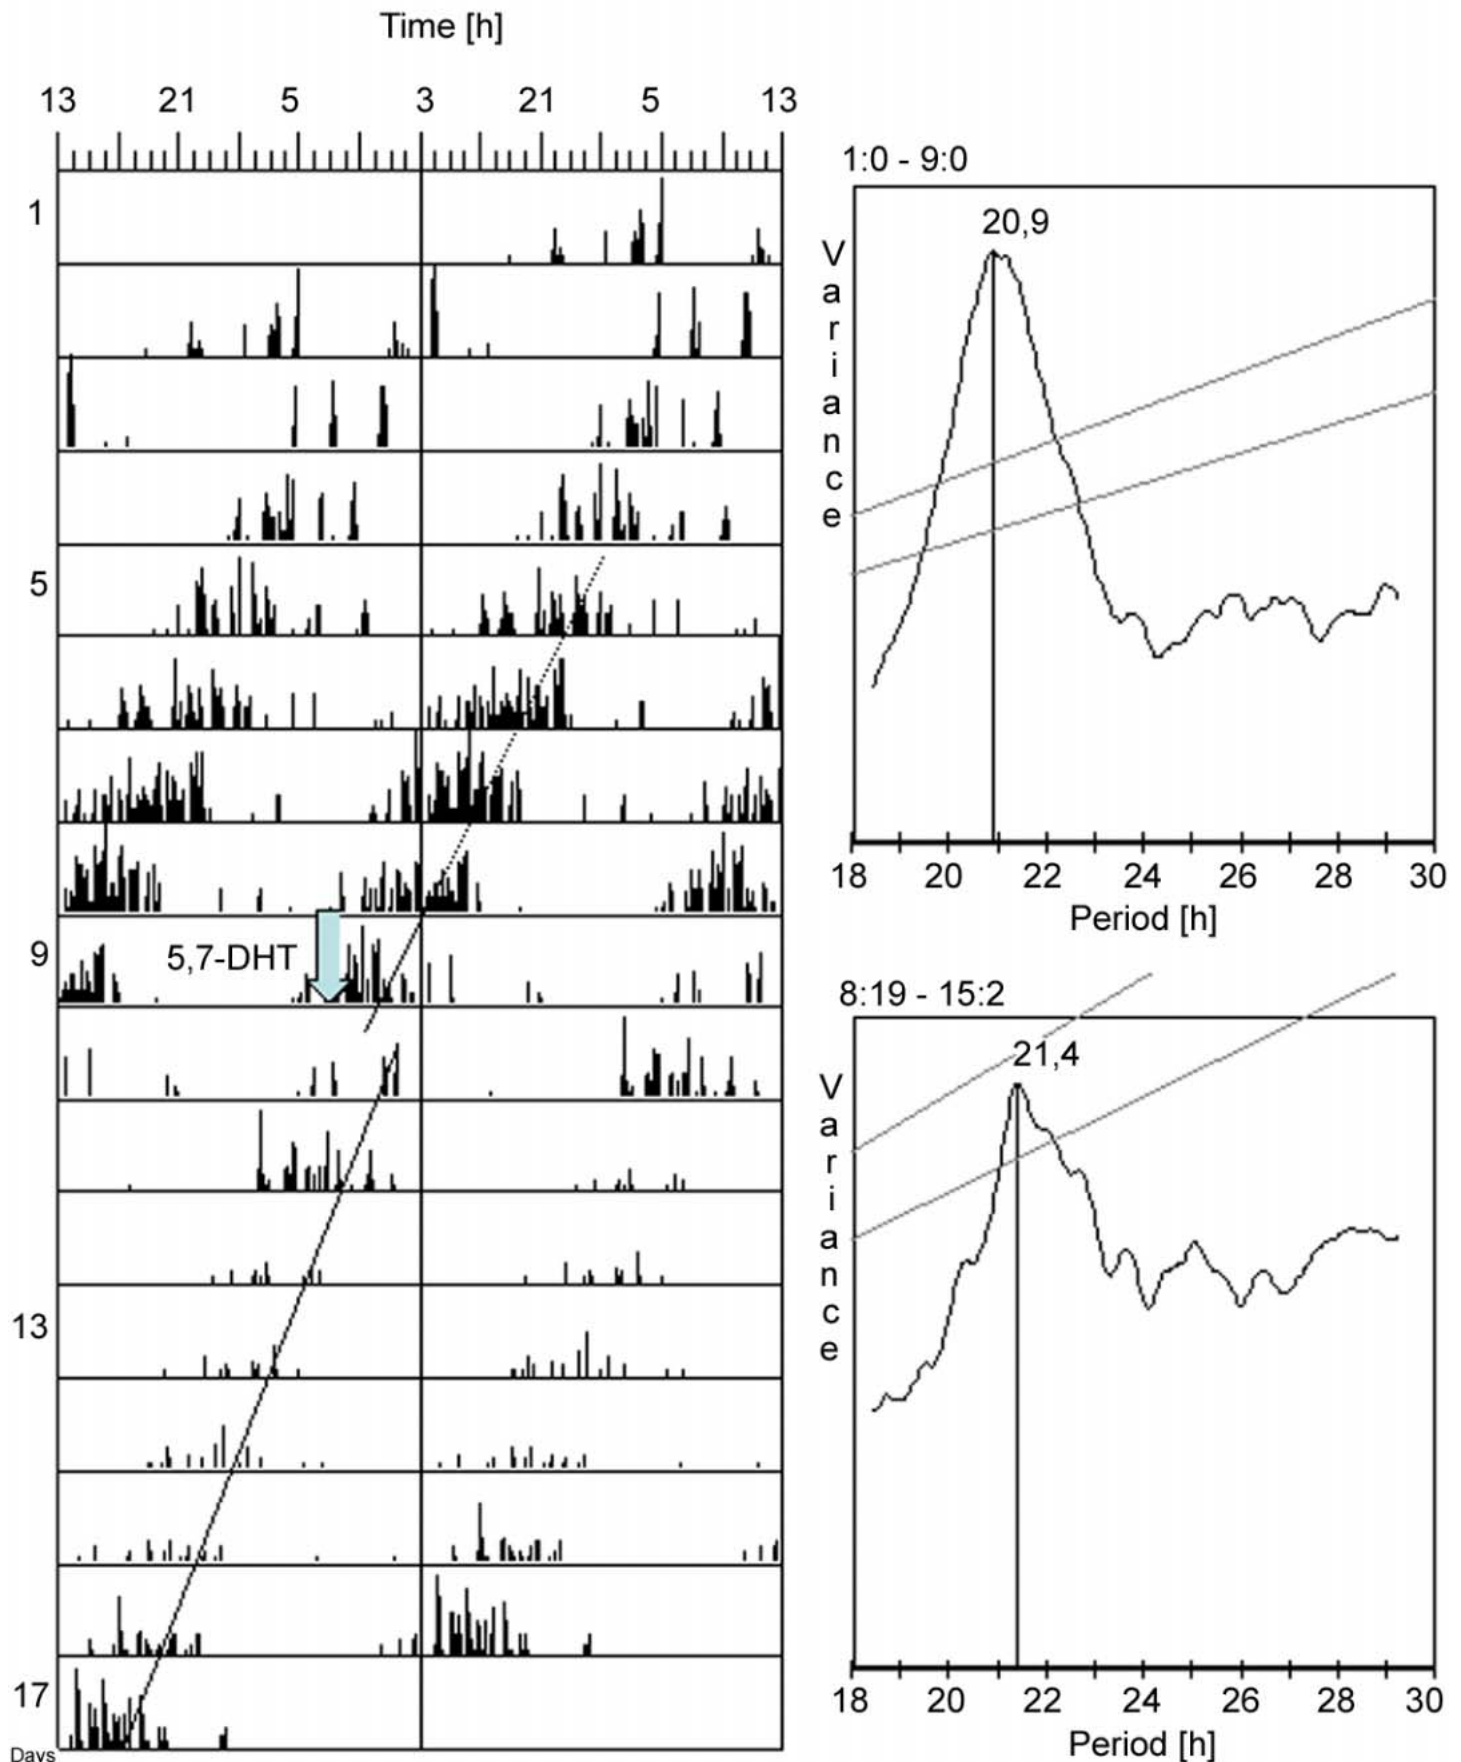 Time [h]
13 21 5 3 21 5 13
1
5
9
13
17
Days
5,7-DHT
1:0 - 9:0
20,9
Variance
18 20 22 24 26 28 30
Period [h]
8:19 - 15:2
21,4
Variance
18 20 22 24 26 28 30
Period [h]